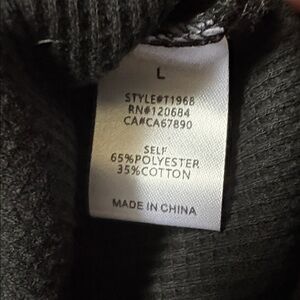 L
STYLE#T1968
RN#120684
CA#CA67890
SELF
65%POLYESTER
35%COTTON
MADE IN CHINA